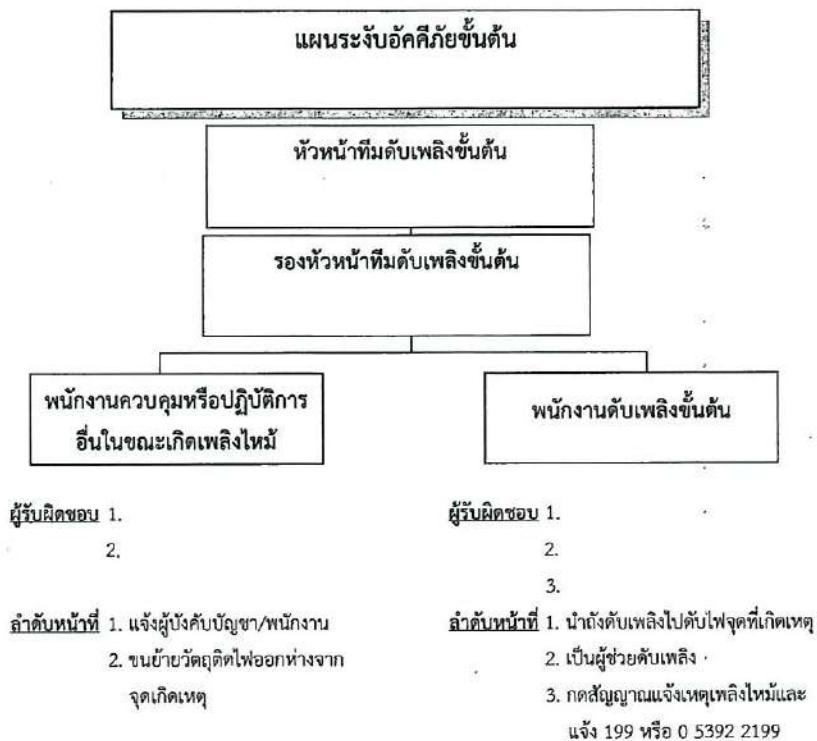 แผนระงับอัคคีภัยขั้นต้น
หัวหน้าทีมดับเพลิงขั้นต้น
รองหัวหน้าทีมดับเพลิงขั้นต้น
พนักงานควบคุมหรือปฏิบัติการ
อื่นในขณะเกิดเพลิงไหม้
ผู้รับผิดชอบ 1.
2.
ลำดับหน้าที่ 1. แจ้งผู้บังคับบัญชา/พนักงาน
2. ขนย้ายวัตถุติดไฟออกห่างจาก
จุดเกิดเหตุ
พนักงานดับเพลิงขั้นต้น
ผู้รับผิดชอบ 1.
2.
3.
ลำดับหน้าที่ 1. นำถังดับเพลิงไปดับไฟจุดที่เกิดเหตุ
2. เป็นผู้ช่วยดับเพลิง
3. กดสัญญาณแจ้งเหตุเพลิงไหม้และ
แจ้ง 199 หรือ 0 5392 2199